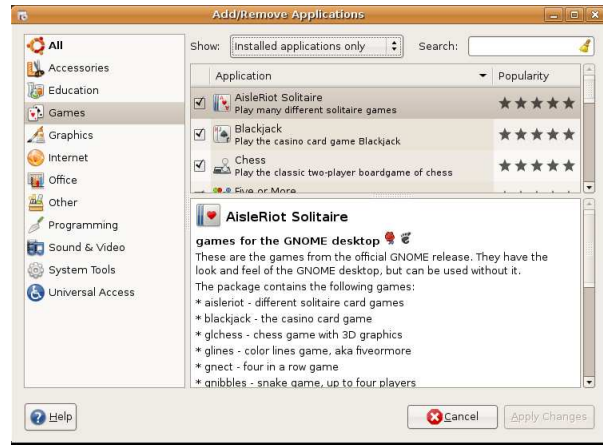 Add/Remove Applications
All
Accessories
Education
Games
Graphics
Internet
Office
Other
Programming
Sound & Video
System Tools
Universal Access
Show: Installed applications only Search:
Application Popularity
AisleRiot Solitaire
Play many different solitaire games
Blackjack
Play the casino card game Blackjack
Chess
Play the classic two-player boardgame of chess
Five or More
AisleRiot Solitaire
games for the GNOME desktop
These are the games from the official GNOME release. They have the
look and feel of the GNOME desktop, but can be used without it.
The package contains the following games:
* aisleriot - different solitaire card games
* blackjack - the casino card game
* glchess - chess game with 3D graphics
* glines - color lines game, aka fiveormore
* gnect - four in a row game
* gnibbles - snake game, up to four players
Help Cancel Apply Changes